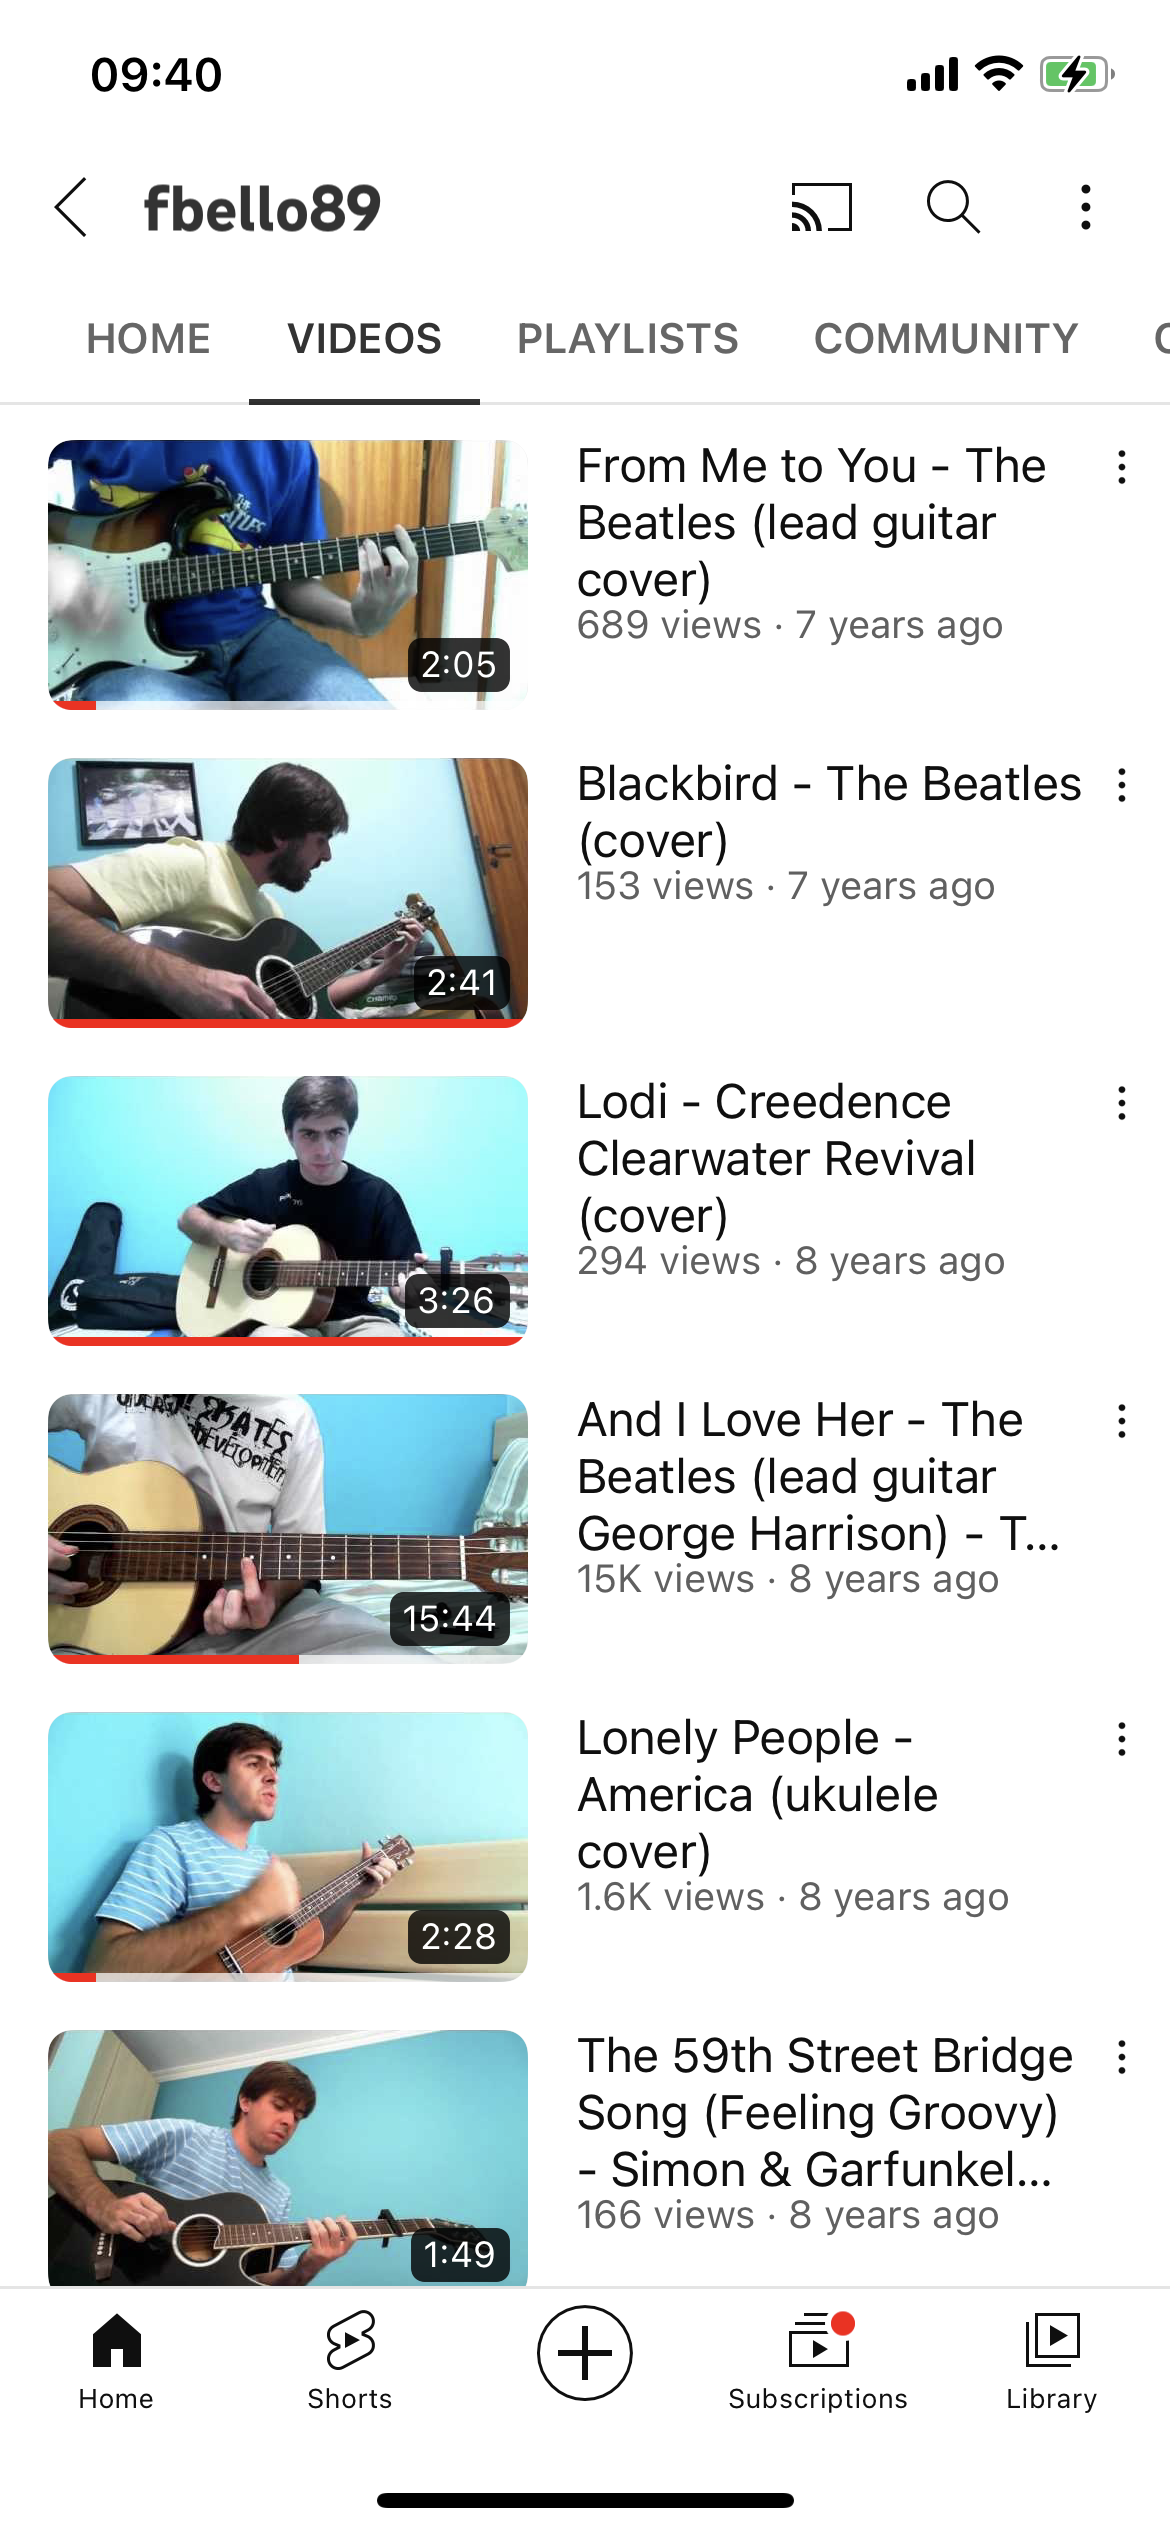 09:40
fbello89
HOME VIDEOS PLAYLISTS COMMUNITY
From Me to You - The
Beatles (lead guitar
cover)
689 views · 7 years ago
2:05
Blackbird - The Beatles
(cover)
153 views · 7 years ago
2:41
Lodi - Creedence
Clearwater Revival
(cover)
294 views · 8 years ago
3:26
SKATES
DEVELOPMENT
And I Love Her - The
Beatles (lead guitar
George Harrison) - T...
15K views · 8 years ago
15:44
Lonely People -
America (ukulele
cover)
1.6K views · 8 years ago
2:28
The 59th Street Bridge
Song (Feeling Groovy)
- Simon & Garfunkel...
166 views · 8 years ago
1:49
Home Shorts Subscriptions Library